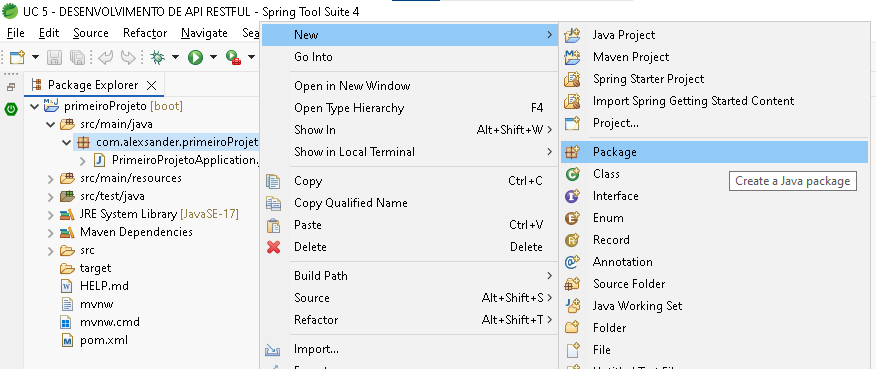 UC 5 - DESENVOLVIMENTO DE API RESTFUL - Spring Tool Suite 4
File Edit Source Refactor Navigate Sea
Package Explorer
primeiroProjeto [boot]
src/main/java
com.alexsander.primeiroProjet
PrimeiroProjetoApplication.
src/main/resources
src/test/java
JRE System Library [JavaSE-17]
Maven Dependencies
src
target
HELP.md
mvnw
mvnw.cmd
pom.xml
New
Go Into
Open in New Window
Open Type Hierarchy F4
Show In Alt+Shift+W
Show in Local Terminal
Copy Ctrl+C
Copy Qualified Name
Paste Ctrl+V
Delete Delete
Build Path
Source Alt+Shift+S
Refactor Alt+Shift+T
Import...
Java Project
Maven Project
Spring Starter Project
Import Spring Getting Started Content
Project...
Package
Class
Interface
Enum
Record
Annotation
Source Folder
Java Working Set
Folder
File
Create a Java package